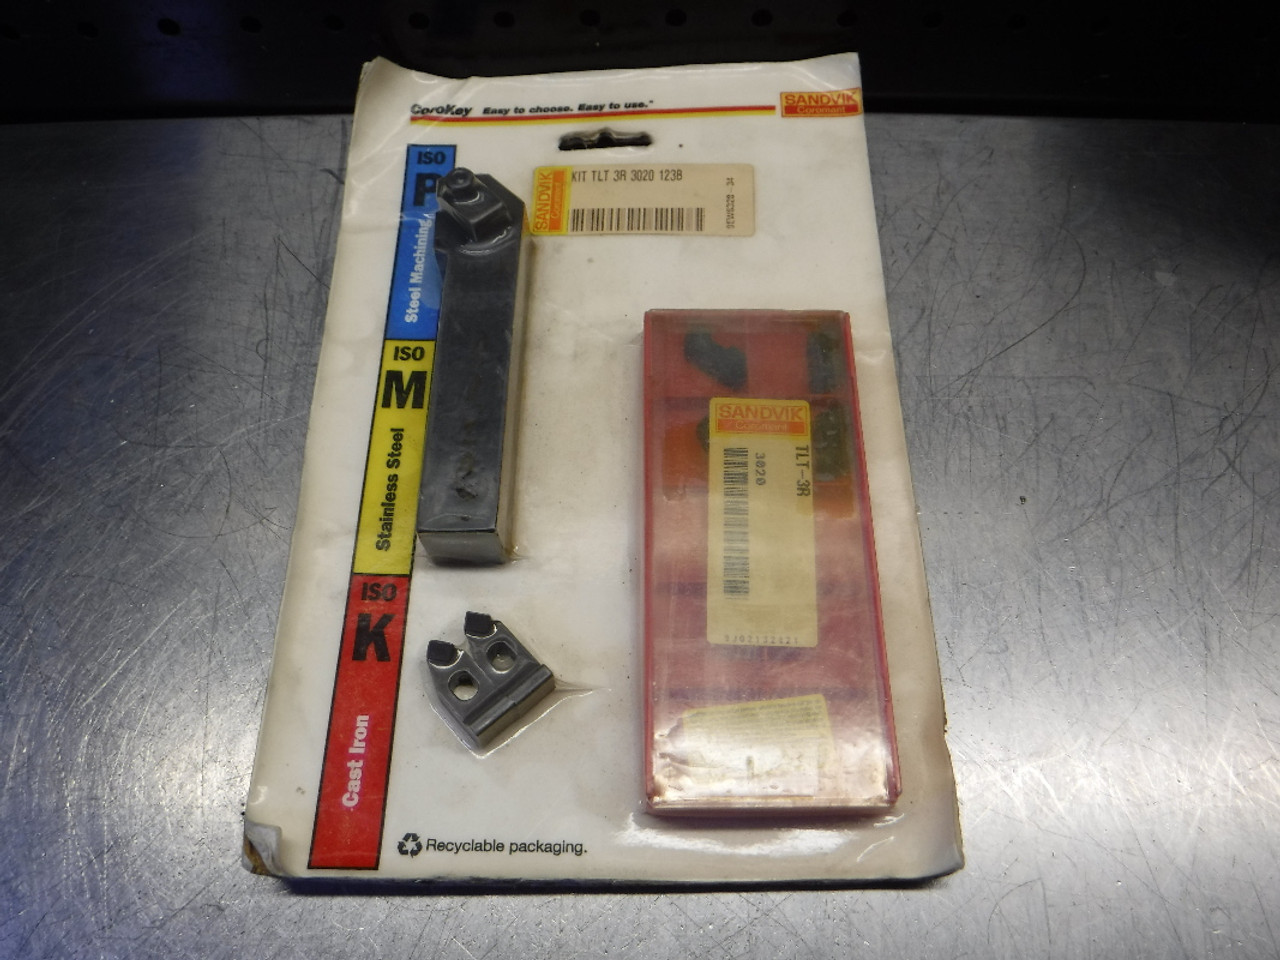 CoroKey Easy to choose. Easy to use.™
SANDVIK
Coromant
ISO
P
Steel Machining
ISO
M
Stainless Steel
ISO
K
Cast Iron
SANDVIK
Coromant
KIT TLT 3R 3020 123B
SANDVIK
Coromant
TLT-3R
3020
Recyclable packaging.